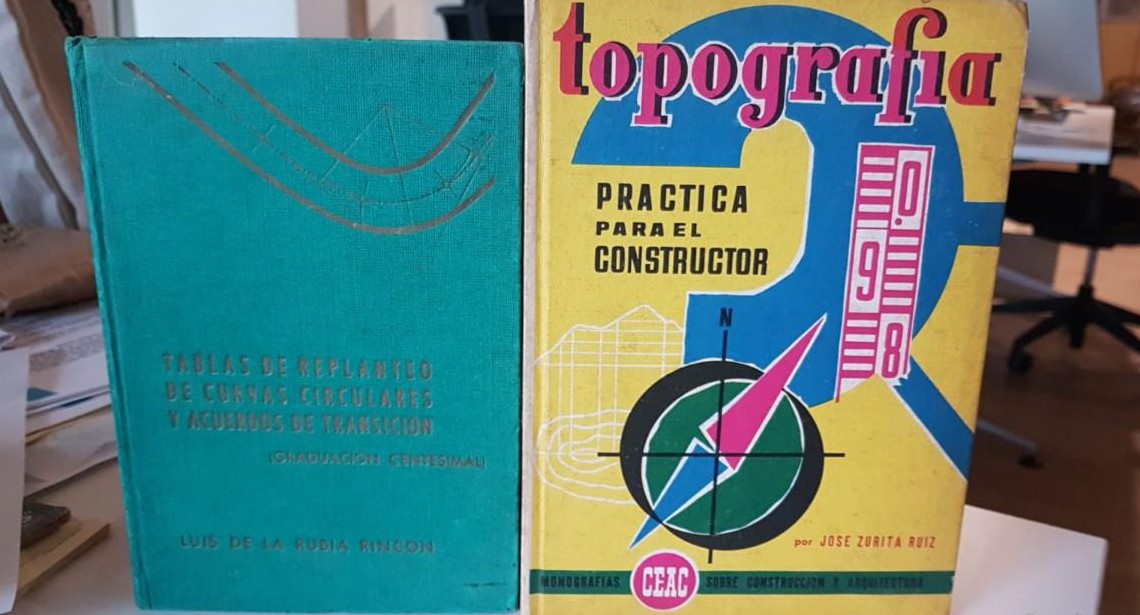 TABLAS DE REPLANTEO
DE CURVAS CIRCULARES
Y ACUERDOS DE TRANSICION
(GRADUACION CENTESIMAL)
LUIS DE LA RUBIA RINCON
topografia
PRACTICA
PARA EL
CONSTRUCTOR
0.
9
8
N
por JOSE ZURITA RUIZ
MONOGRAFIAS CEAC SOBRE CONSTRUCCION Y ARQUITECTURA